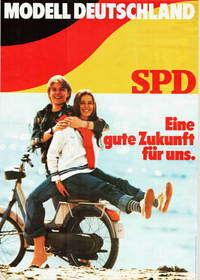 MODELL DEUTSCHLAND
SPD
Eine
gute Zukunft
für uns.